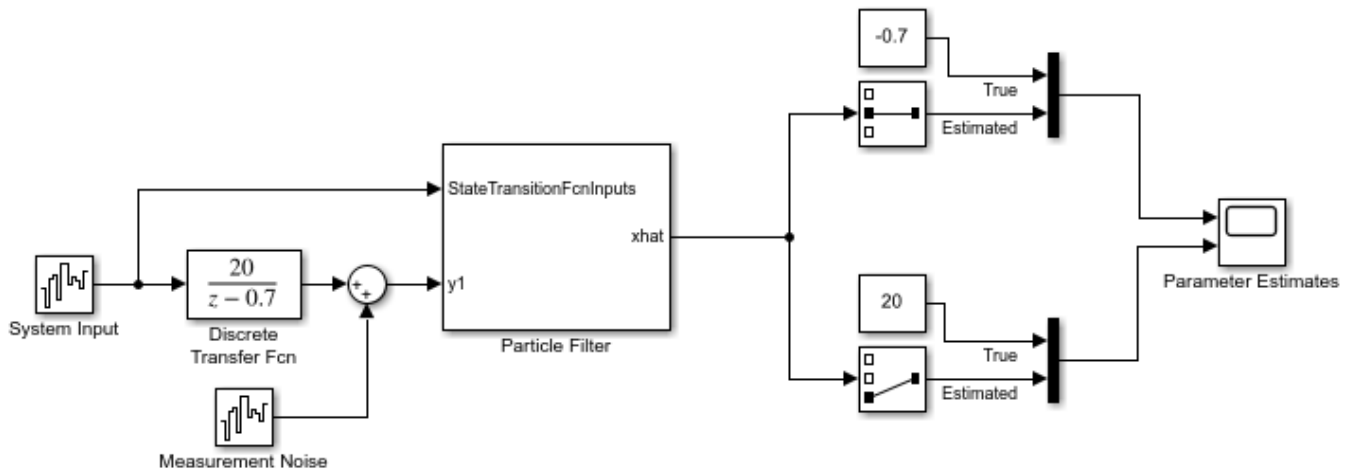 -0.7
True
Estimated
StateTransitionFcnInputs
xhat
y1
Particle Filter
System Input
20
z − 0.7
Discrete
Transfer Fcn
+
+
Measurement Noise
20
True
Estimated
Parameter Estimates